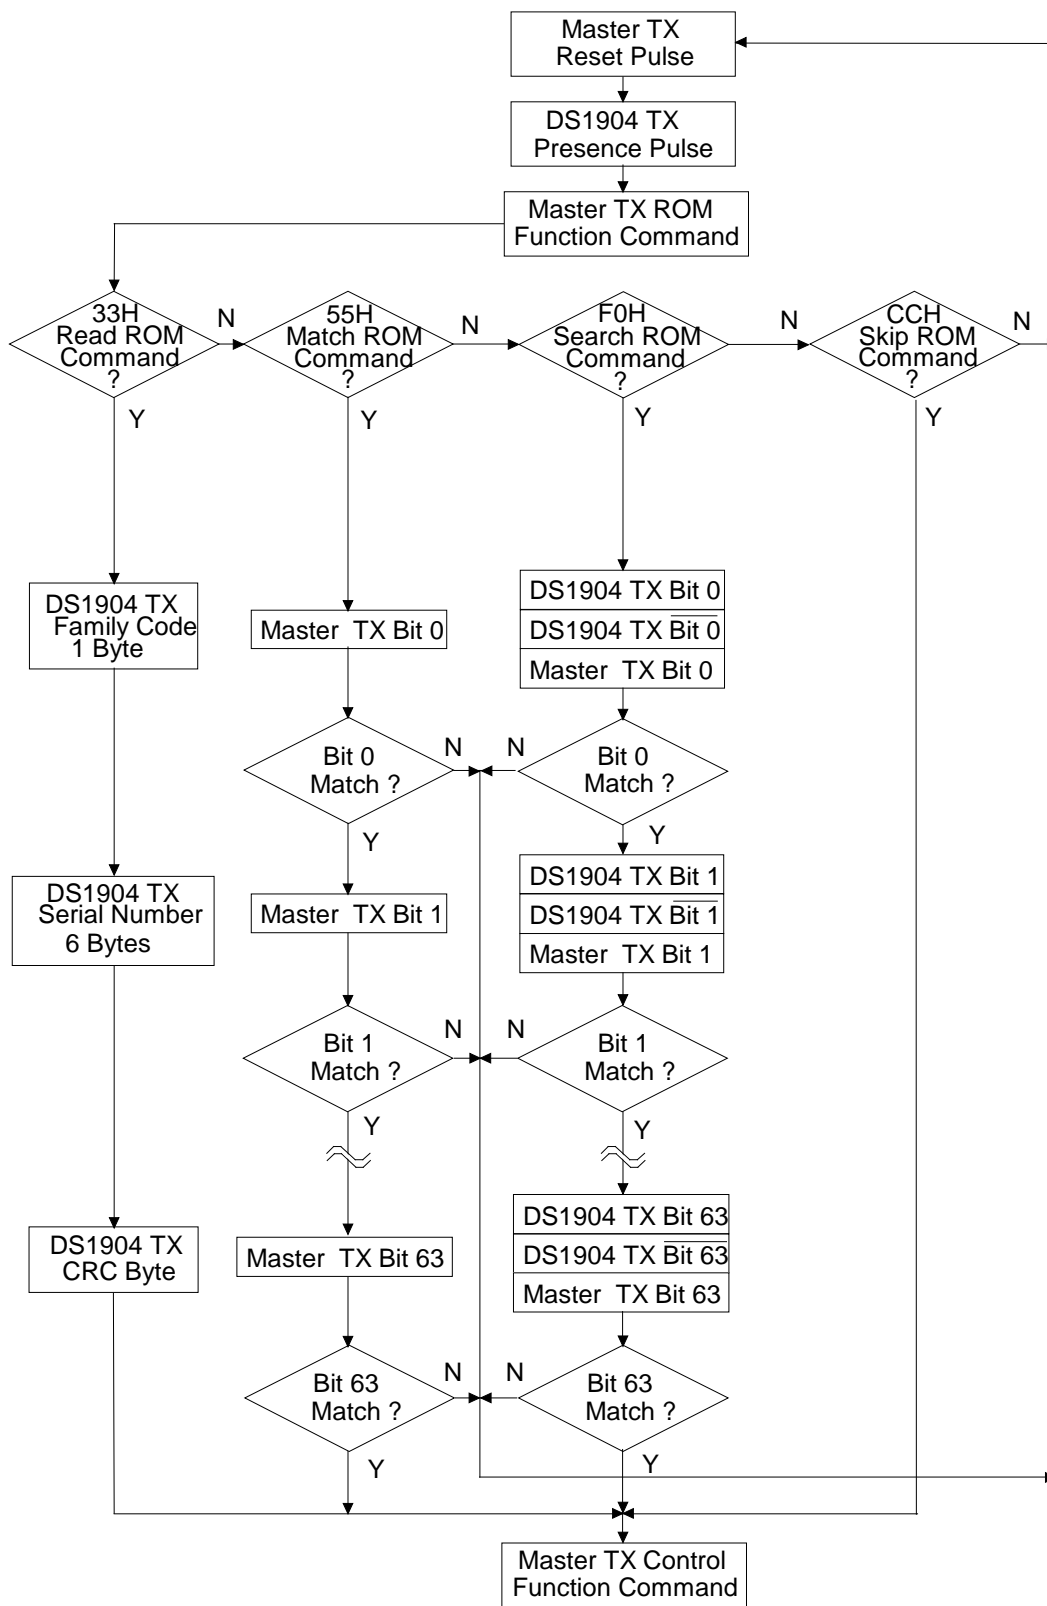 Master TX
Reset Pulse
DS1904 TX
Presence Pulse
Master TX ROM
Function Command
33H
Read ROM
Command
?
N
Y
55H
Match ROM
Command
?
N
Y
F0H
Search ROM
Command
?
N
Y
CCH
Skip ROM
Command
?
N
Y
DS1904 TX
Family Code
1 Byte
DS1904 TX
Serial Number
6 Bytes
DS1904 TX
CRC Byte
Master TX Bit 0
Bit 0
Match ?
N
Y
Master TX Bit 1
Bit 1
Match ?
N
Y
Master TX Bit 63
Bit 63
Match ?
N
Y
DS1904 TX Bit 0
DS1904 TX B̅i̅t̅ ̅0̅
Master TX Bit 0
Bit 0
Match ?
N
Y
DS1904 TX Bit 1
DS1904 TX B̅i̅t̅ ̅1̅
Master TX Bit 1
Bit 1
Match ?
N
Y
DS1904 TX Bit 63
DS1904 TX B̅i̅t̅ ̅6̅3̅
Master TX Bit 63
Bit 63
Match ?
N
Y
Master TX Control
Function Command